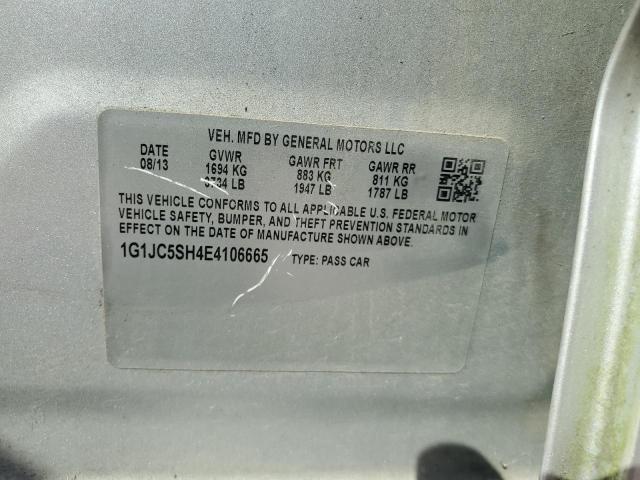 VEH. MFD BY GENERAL MOTORS LLC
DATE GVWR GAWR FRT GAWR RR
08/13 1694 KG 883 KG 811 KG
3734 LB 1947 LB 1787 LB
THIS VEHICLE CONFORMS TO ALL APPLICABLE U.S. FEDERAL MOTOR
VEHICLE SAFETY, BUMPER, AND THEFT PREVENTION STANDARDS IN
EFFECT ON THE DATE OF MANUFACTURE SHOWN ABOVE.
1G1JC5SH4E4106665 TYPE: PASS CAR